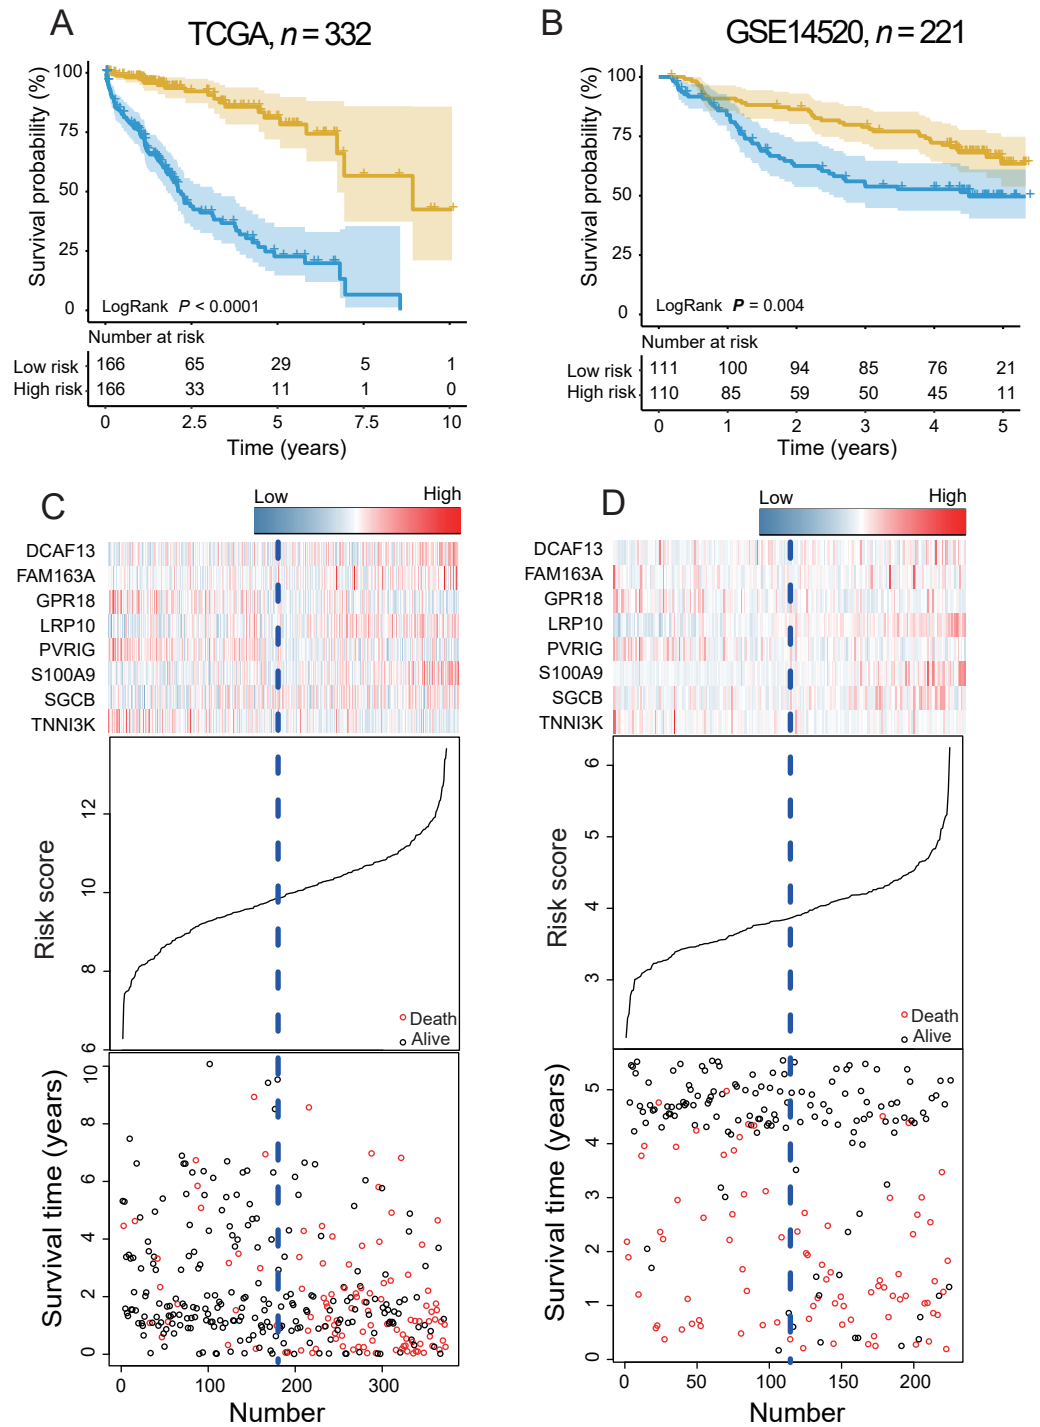 A
TCGA, n = 332
Survival probability (%)
100
75
50
25
0
LogRank P < 0.0001
Number at risk
Low risk 166 65 29 5 1
High risk 166 33 11 1 0
0 2.5 5 7.5 10
Time (years)
B
GSE14520, n = 221
Survival probability (%)
100
75
50
25
0
LogRank P = 0.004
Number at risk
Low risk 111 100 94 85 76 21
High risk 110 85 59 50 45 11
0 1 2 3 4 5
Time (years)
C
Low High
DCAF13
FAM163A
GPR18
LRP10
PVRIG
S100A9
SGCB
TNNI3K
Risk score
12
10
8
6
Death
Alive
Survival time (years)
10
8
6
4
2
0
0 100 200 300
Number
D
Low High
DCAF13
FAM163A
GPR18
LRP10
PVRIG
S100A9
SGCB
TNNI3K
Risk score
6
5
4
3
Death
Alive
Survival time (years)
5
4
3
2
1
0
0 50 100 150 200
Number